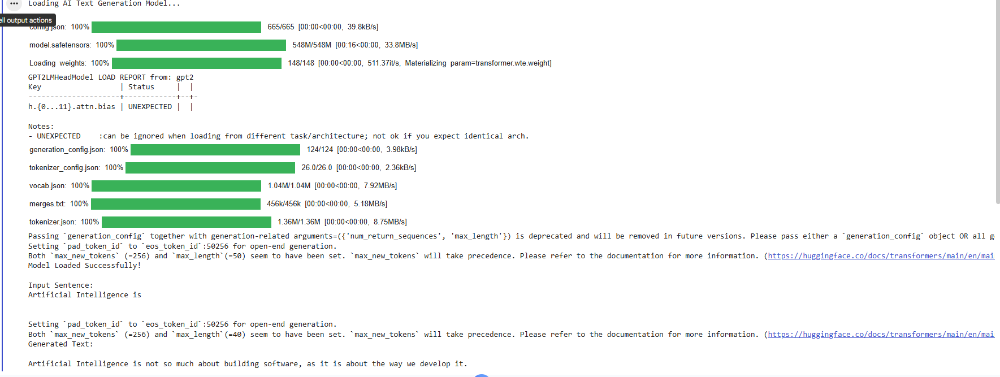 Loading AI Text Generation Model...
ell output actions
config.json: 100% 665/665 [00:00<00:00, 39.8kB/s]
model.safetensors: 100% 548M/548M [00:16<00:00, 33.8MB/s]
Loading weights: 100% 148/148 [00:00<00:00, 511.37it/s, Materializing param=transformer.wte.weight]
GPT2LMHeadModel LOAD REPORT from: gpt2
Key                  | Status     |  |
---------------------+------------+--+-
h.{0...11}.attn.bias | UNEXPECTED |  |
Notes:
- UNEXPECTED    :can be ignored when loading from different task/architecture; not ok if you expect identical arch.
generation_config.json: 100% 124/124 [00:00<00:00, 3.98kB/s]
tokenizer_config.json: 100% 26.0/26.0 [00:00<00:00, 2.36kB/s]
vocab.json: 100% 1.04M/1.04M [00:00<00:00, 7.92MB/s]
merges.txt: 100% 456k/456k [00:00<00:00, 5.18MB/s]
tokenizer.json: 100% 1.36M/1.36M [00:00<00:00, 8.75MB/s]
Passing `generation_config` together with generation-related arguments=({'num_return_sequences', 'max_length'}) is deprecated and will be removed in future versions. Please pass either a `generation_config` object OR all g
Setting `pad_token_id` to `eos_token_id`:50256 for open-end generation.
Both `max_new_tokens` (=256) and `max_length`(=50) seem to have been set. `max_new_tokens` will take precedence. Please refer to the documentation for more information. (https://huggingface.co/docs/transformers/main/en/mai
Model Loaded Successfully!
Input Sentence:
Artificial Intelligence is
Setting `pad_token_id` to `eos_token_id`:50256 for open-end generation.
Both `max_new_tokens` (=256) and `max_length`(=40) seem to have been set. `max_new_tokens` will take precedence. Please refer to the documentation for more information. (https://huggingface.co/docs/transformers/main/en/mai
Generated Text:
Artificial Intelligence is not so much about building software, as it is about the way we develop it.